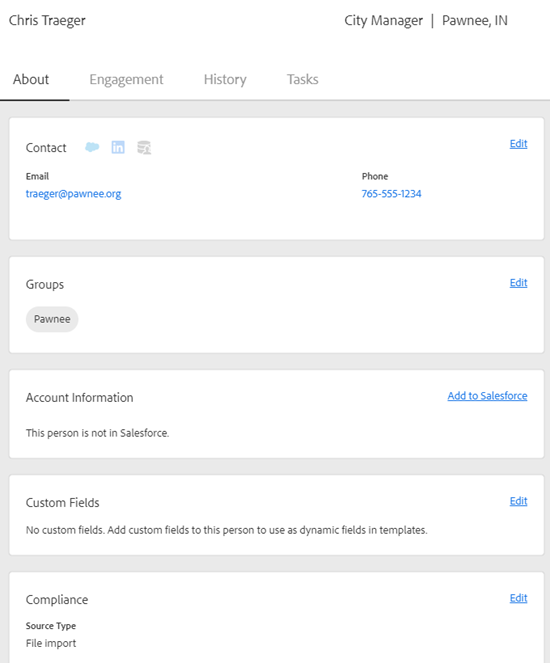 Chris Traeger
City Manager | Pawnee, IN
About Engagement History Tasks
Contact in Edit
Email Phone
traeger@pawnee.org 765-555-1234
Groups Edit
Pawnee
Account Information Add to Salesforce
This person is not in Salesforce.
Custom Fields Edit
No custom fields. Add custom fields to this person to use as dynamic fields in templates.
Compliance Edit
Source Type
File import